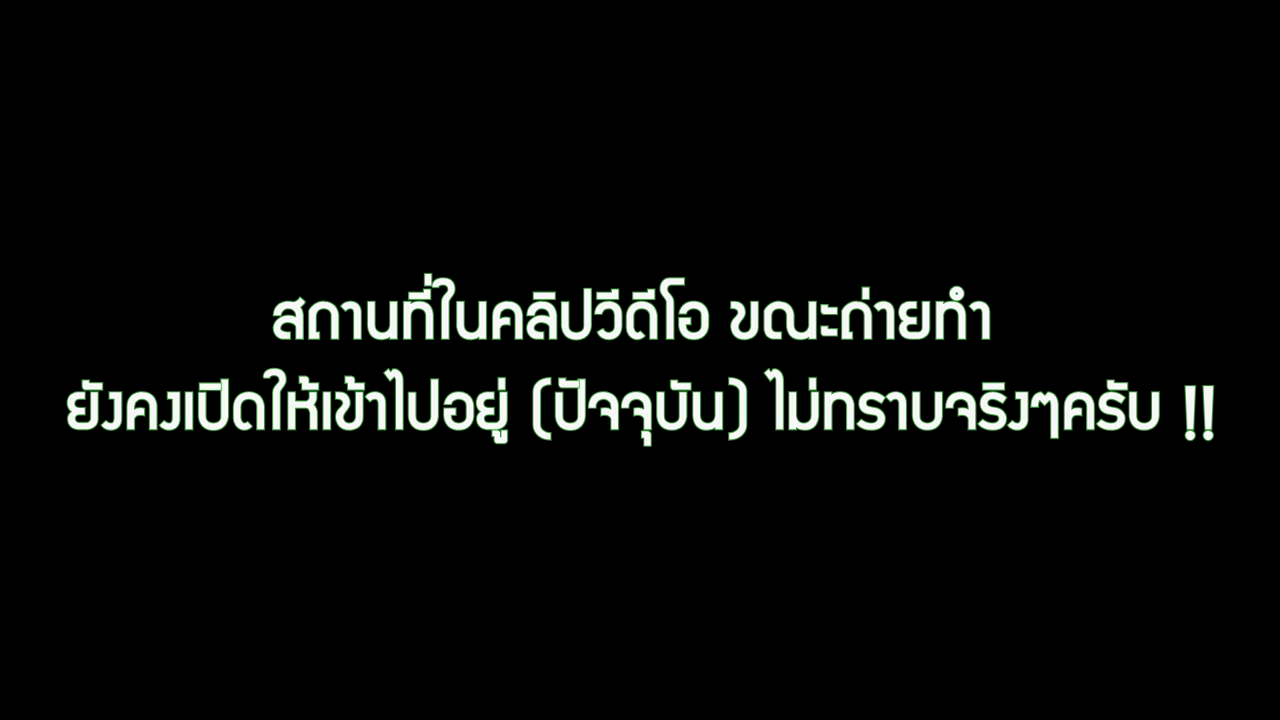 สถานที่ในคลิปวีดีโอ ขณะถ่ายทำ
ยังคงเปิดให้เข้าไปอยู่ (ปัจจุบัน) ไม่ทราบจริงๆครับ !!